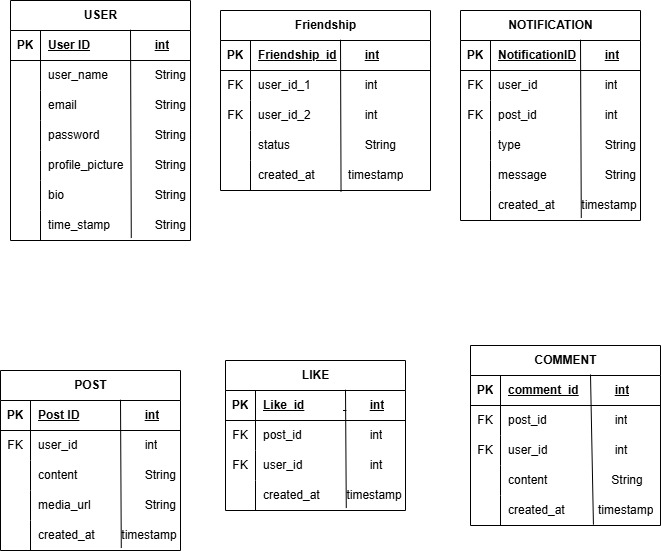 USER
PK User ID int
user_name String
email String
password String
profile_picture String
bio String
time_stamp String
Friendship
PK Friendship_id int
FK user_id_1 int
FK user_id_2 int
status String
created_at timestamp
NOTIFICATION
PK NotificationID int
FK user_id int
FK post_id int
type String
message String
created_at timestamp
POST
PK Post ID int
FK user_id int
content String
media_url String
created_at timestamp
LIKE
PK Like_id int
FK post_id int
FK user_id int
created_at timestamp
COMMENT
PK comment_id int
FK post_id int
FK user_id int
content String
created_at timestamp